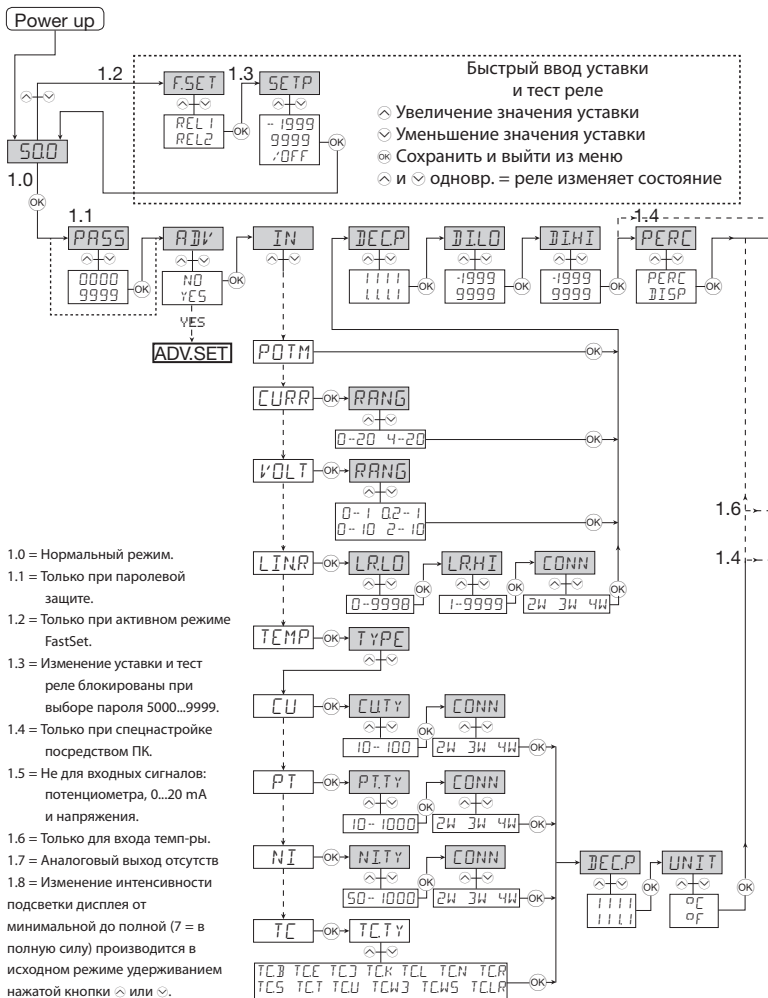 Power up
1.2
F.SET
1.3
SETP
Быстрый ввод уставки
и тест реле
Увеличение значения уставки
Уменьшение значения уставки
OK Сохранить и выйти из меню
и одновр. = реле изменяет состояние
REL1
REL2
OK
--1999
9999
/OFF
OK
50.0
1.0
OK
1.1
1.4
PASS
ADV
IN
DEC.P
DI.LO
DI.HI
PERC
0000
9999
OK
NO
YES
OK
1111
1.1.1.1
OK
-1999
9999
OK
-1999
9999
OK
PERC
DISP
OK
YES
ADV.SET
POTM
OK
CURR
OK
RANG
0--20 4--20
OK
VOLT
OK
RANG
0--1 0.2--1
0--10 2--10
OK
1.6
1.4
LIN.R
OK
LR.LO
LR.HI
CONN
OK
OK
OK
0--9998
1--9999
2W 3W 4W
TEMP
OK
TYPE
CU
OK
CU.TY
CONN
OK
10--100
2W 3W 4W
OK
PT
OK
PT.TY
CONN
OK
10--1000
2W 3W 4W
OK
NI
OK
NI.TY
CONN
OK
50--1000
2W 3W 4W
OK
DEC.P
UNIT
OK
OK
1111
111.1
°C
°F
TC
OK
TC.TY
TC.B TC.E TC.J TC.K TC.L TC.N TC.R
TC.S TC.T TC.U TC.W3 TC.W5 TC.LR
OK
1.0 = Нормальный режим.
1.1 = Только при паролевой
защите.
1.2 = Только при активном режиме
FastSet.
1.3 = Изменение уставки и тест
реле блокированы при
выборе пароля 5000...9999.
1.4 = Только при спецнастройке
посредством ПК.
1.5 = Не для входных сигналов:
потенциометра, 0...20 mA
и напряжения.
1.6 = Только для входа темп-ры.
1.7 = Аналоговый выход отсутств
1.8 = Изменение интенсивности
подсветки дисплея от
минимальной до полной (7 = в
полную силу) производится в
исходном режиме удерживанием
нажатой кнопки или .